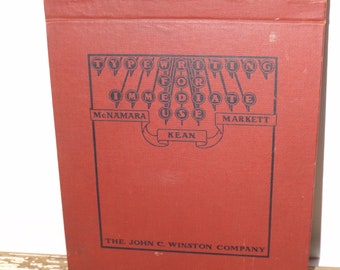 TYPEWRITING
FOR
IMMEDIATE
USE
McNAMARA
MARKETT
KEAN
THE JOHN C. WINSTON COMPANY